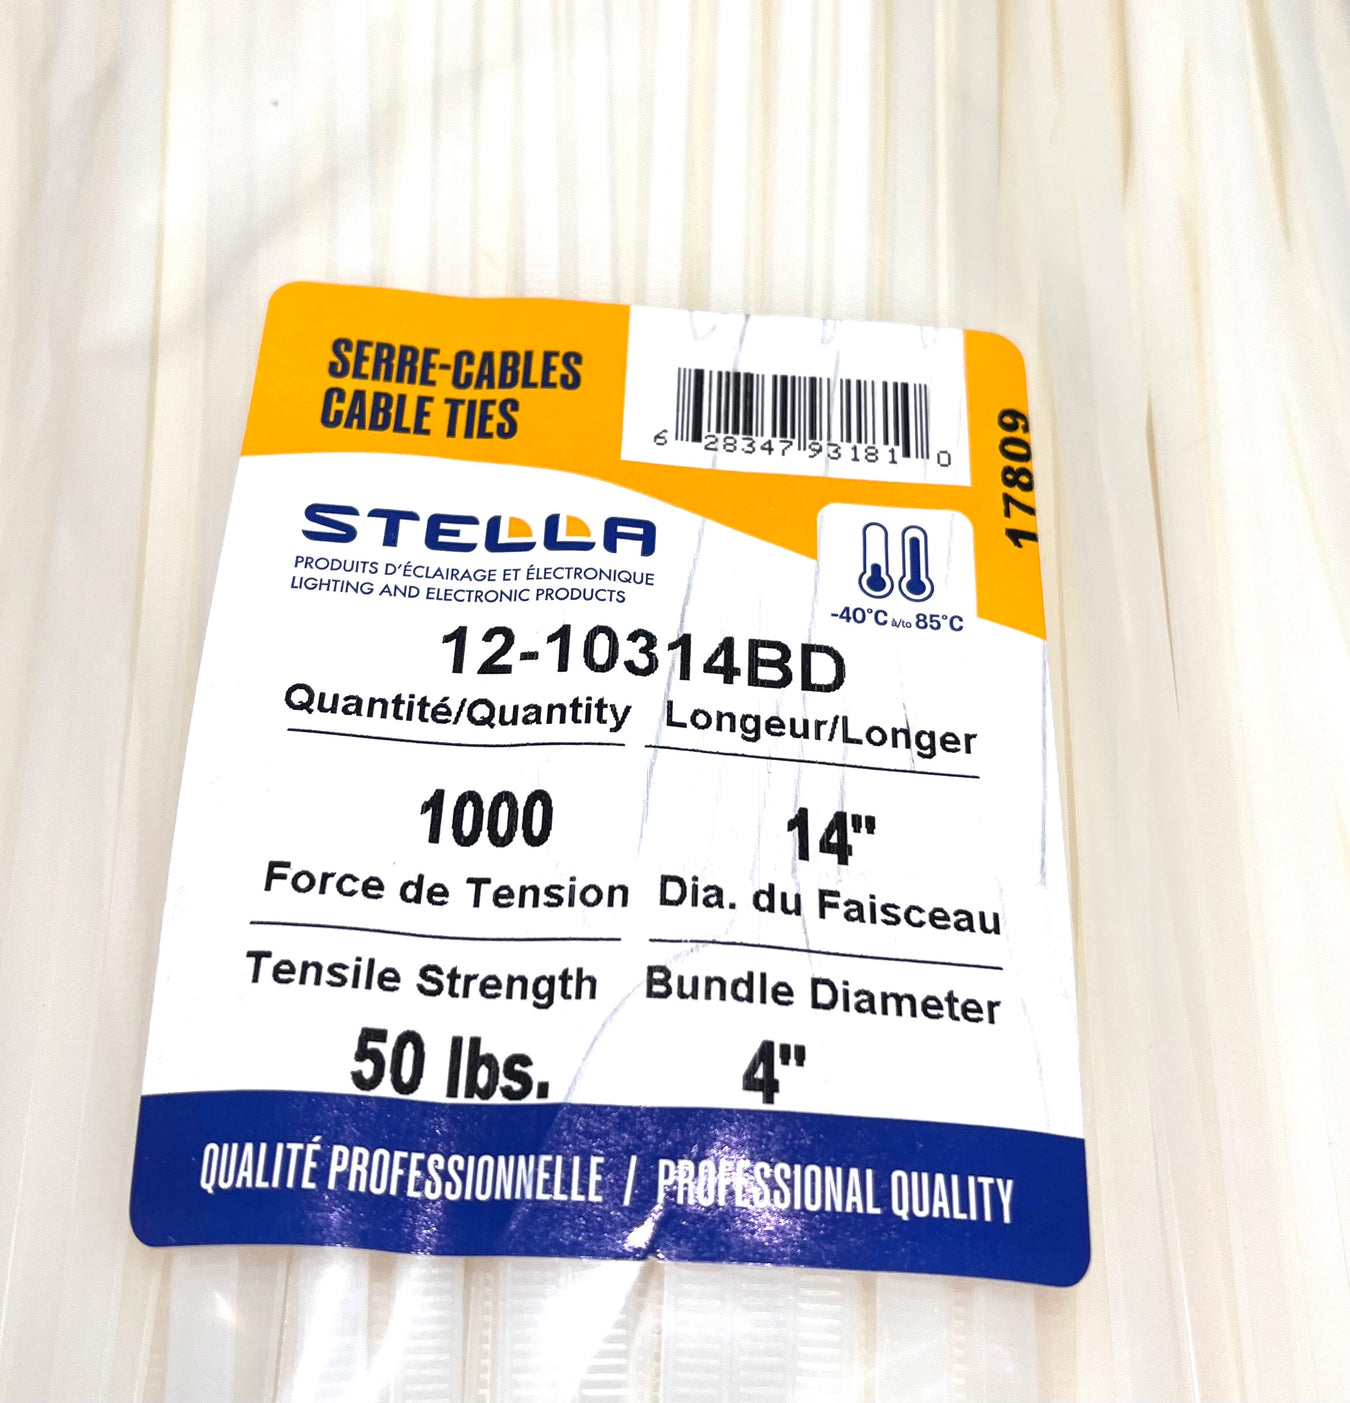 SERRE-CABLES
CABLE TIES
6 28347 93181 0
17809
STELLA
PRODUITS D'ÉCLAIRAGE ET ÉLECTRONIQUE
LIGHTING AND ELECTRONIC PRODUCTS
-40°C à/to 85°C
12-10314BD
Quantité/Quantity Longeur/Longer
1000 14"
Force de Tension Dia. du Faisceau
Tensile Strength Bundle Diameter
50 lbs. 4"
QUALITÉ PROFESSIONNELLE / PROFESSIONAL QUALITY